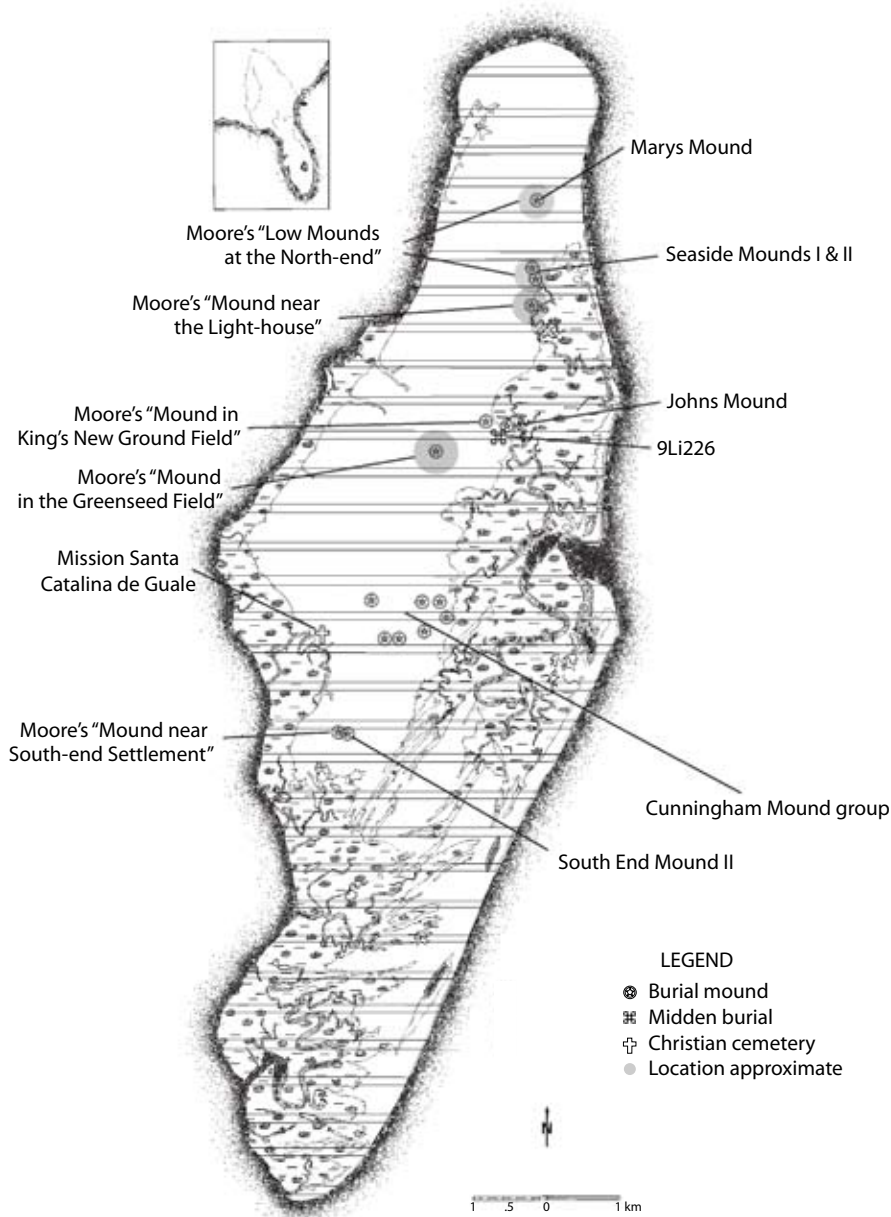 Marys Mound
Moore's “Low Mounds
at the North-end”
Seaside Mounds I & II
Moore's “Mound near
the Light-house”
Johns Mound
Moore's “Mound in
King's New Ground Field”
9Li226
Moore's “Mound
in the Greenseed Field”
Mission Santa
Catalina de Guale
Moore's “Mound near
South-end Settlement”
Cunningham Mound group
South End Mound II
LEGEND
Burial mound
Midden burial
Christian cemetery
Location approximate
N
1 .5 0 1 km